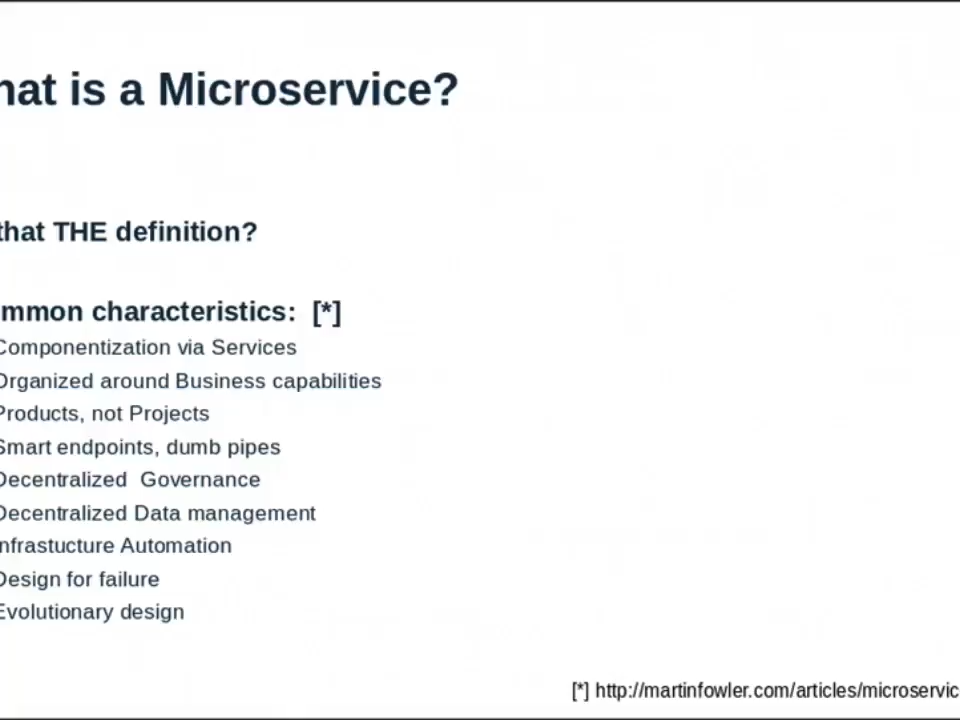 hat is a Microservice?
that THE definition?
mmon characteristics: [*]
Componentization via Services
Organized around Business capabilities
Products, not Projects
Smart endpoints, dumb pipes
Decentralized Governance
Decentralized Data management
nfrastucture Automation
Design for failure
Evolutionary design
[*] http://martinfowler.com/articles/microservic